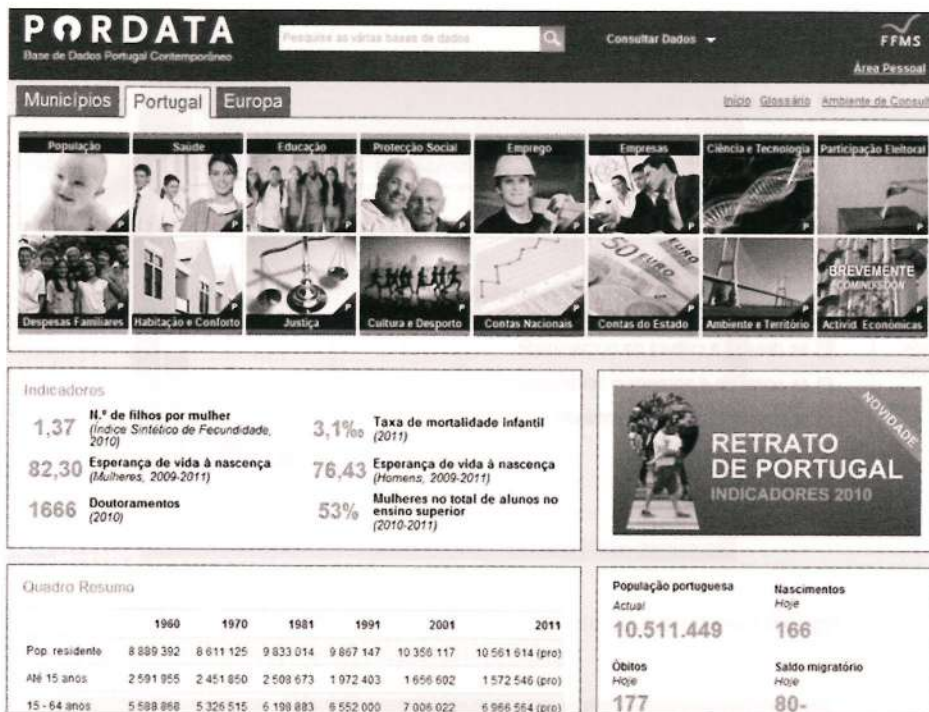 PORDATA
Base de Dados Portugal Contemporâneo
Pesquise as várias bases de dados
Consultar Dados
FFMS
Área Pessoal
Municípios Portugal Europa
Início Glossário Ambiente de Consult
População Saúde Educação Protecção Social Emprego Empresas Ciência e Tecnologia Participação Eleitoral
50 EURO EURO
BREVEMENTE
COMING SOON
Despesas Familiares Habitação e Conforto Justiça Cultura e Desporto Contas Nacionais Contas do Estado Ambiente e Território Activid. Económicas
Indicadores
1,37 N.º de filhos por mulher
(Índice Sintético de Fecundidade, 2010)
3,1‰ Taxa de mortalidade infantil
(2011)
82,30 Esperança de vida à nascença
(Mulheres, 2009-2011)
76,43 Esperança de vida à nascença
(Homens, 2009-2011)
1666 Doutoramentos
(2010)
53% Mulheres no total de alunos no ensino superior
(2010-2011)
NOVIDADE
RETRATO
DE PORTUGAL
INDICADORES 2010
Quadro Resumo
1960 1970 1981 1991 2001 2011
Pop. residente 8 889 392 8 611 125 9 833 014 9 867 147 10 356 117 10 561 614 (pro)
Até 15 anos 2 591 955 2 451 850 2 508 673 1 972 403 1 656 602 1 572 546 (pro)
15 - 64 anos 5 588 868 5 326 515 6 198 883 6 552 000 7 006 022 6 966 564 (pro)
População portuguesa
Actual
10.511.449
Nascimentos
Hoje
166
Óbitos
Hoje
177
Saldo migratório
Hoje
80-